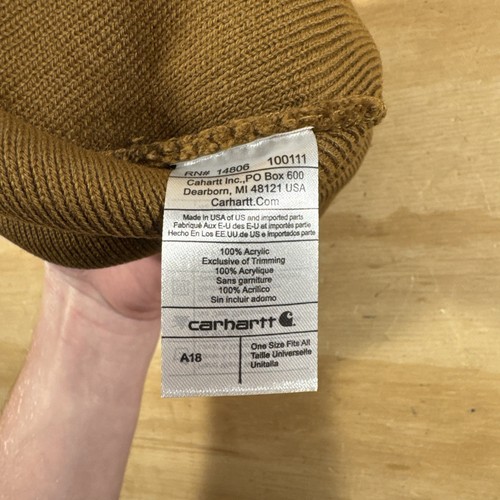 RN# 14806 100111
Cahartt Inc.,PO Box 600
Dearborn, MI 48121 USA
Carhartt.Com
Made in USA of US and imported parts
Fabriqué Aux E-U des E-U et importés partie
Hecho En Los EE.UU.de US e importados parte
100% Acrylic
Exclusive of Trimming
100% Acrylique
Sans garniture
100% Acrilico
Sin incluir adomo
carhartt
A18
One Size Fits All
Taille Universelle
Unitalla